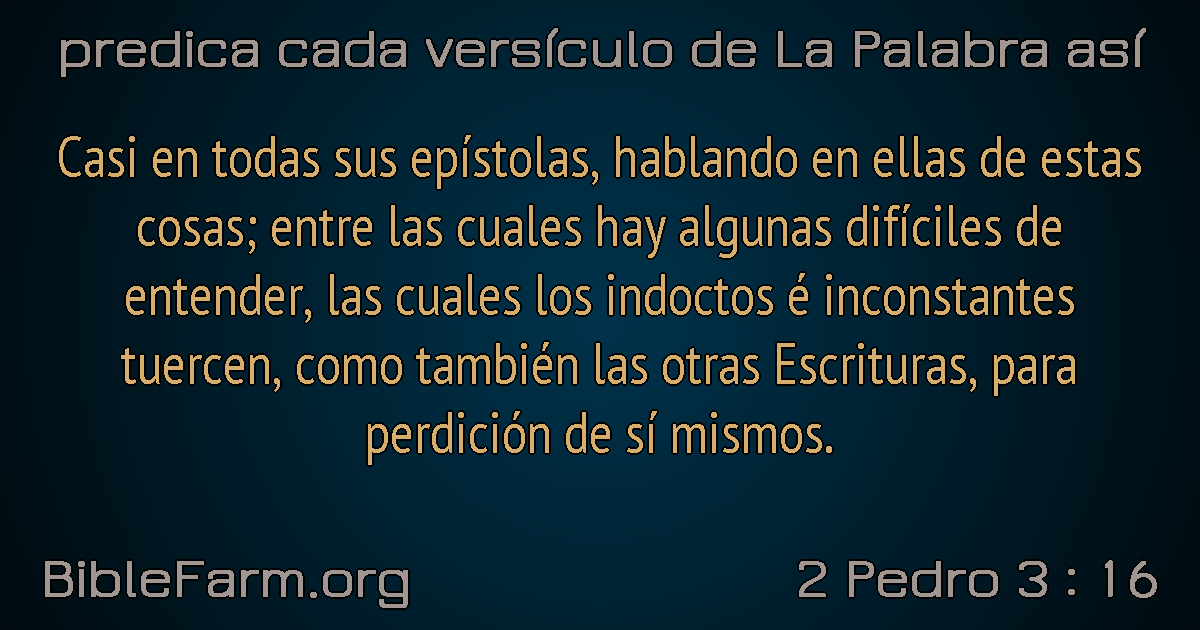 predica cada versículo de La Palabra así
Casi en todas sus epístolas, hablando en ellas de estas
cosas; entre las cuales hay algunas difíciles de
entender, las cuales los indoctos é inconstantes
tuercen, como también las otras Escrituras, para
perdición de sí mismos.
BibleFarm.org
2 Pedro 3 : 16